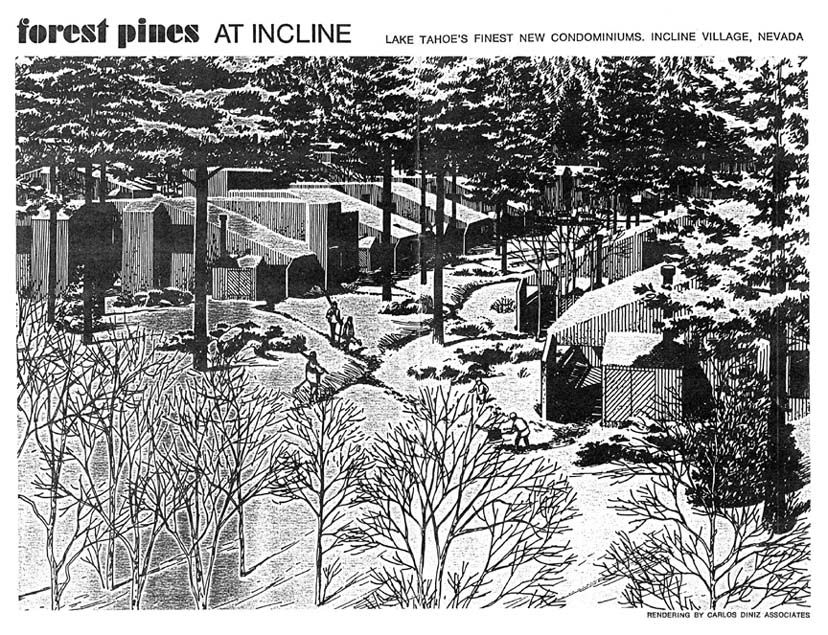 forest pines AT INCLINE LAKE TAHOE'S FINEST NEW CONDOMINIUMS. INCLINE VILLAGE, NEVADA
RENDERING BY CARLOS DINIZ ASSOCIATES